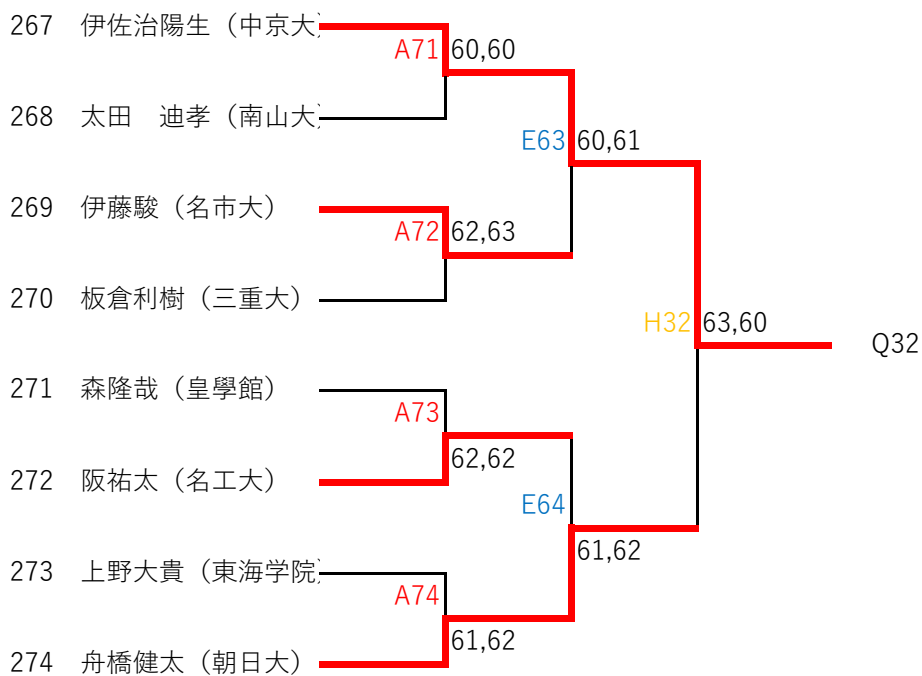 267 伊佐治陽生（中京大）
A71 60,60
268 太田　迪孝（南山大）
E63 60,61
269 伊藤駿（名市大）
A72 62,63
270 板倉利樹（三重大）
H32 63,60
Q32
271 森隆哉（皇學館）
A73
62,62
272 阪祐太（名工大）
E64
61,62
273 上野大貴（東海学院）
A74
61,62
274 舟橋健太（朝日大）